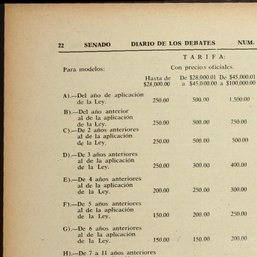 22 SENADO DIARIO DE LOS DEBATES NUM.
TARIFA:
Para modelos: Con precios oficiales.
Hasta de De $28,000.01 De $45,000.01
$28,000.00 a $45,000.00 a $100,000.00
A).—Del año de aplicación
de la Ley. 250.00 500.00 1,500.00
B).—Del año anterior
al de la aplicación
de la Ley. 250.00 500.00 750.00
C).—De 2 años anteriores
al de la aplicación
de la Ley. 250.00 500.00 500.00
D).—De 3 años anteriores
al de la aplicación
de la Ley. 250.00 300.00 400.00
E).—De 4 años anteriores
al de la aplicación
de la Ley. 200.00 250.00 300.00
F).—De 5 años anteriores
al de la aplicación
de la Ley. 150.00 200.00 250.00
G).—De 6 años anteriores
al de la aplicación
de la Ley. 150.00 150.00 200.00
H).—De 7 a 11 años anteriores